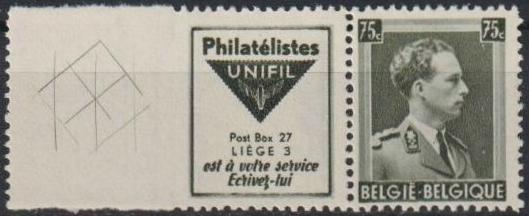 Philatélistes
UNIFIL
Post Box 27
LIÈGE 3
est à votre service
Ecrivez-lui
75c 75c
BELGIË-BELGIQUE